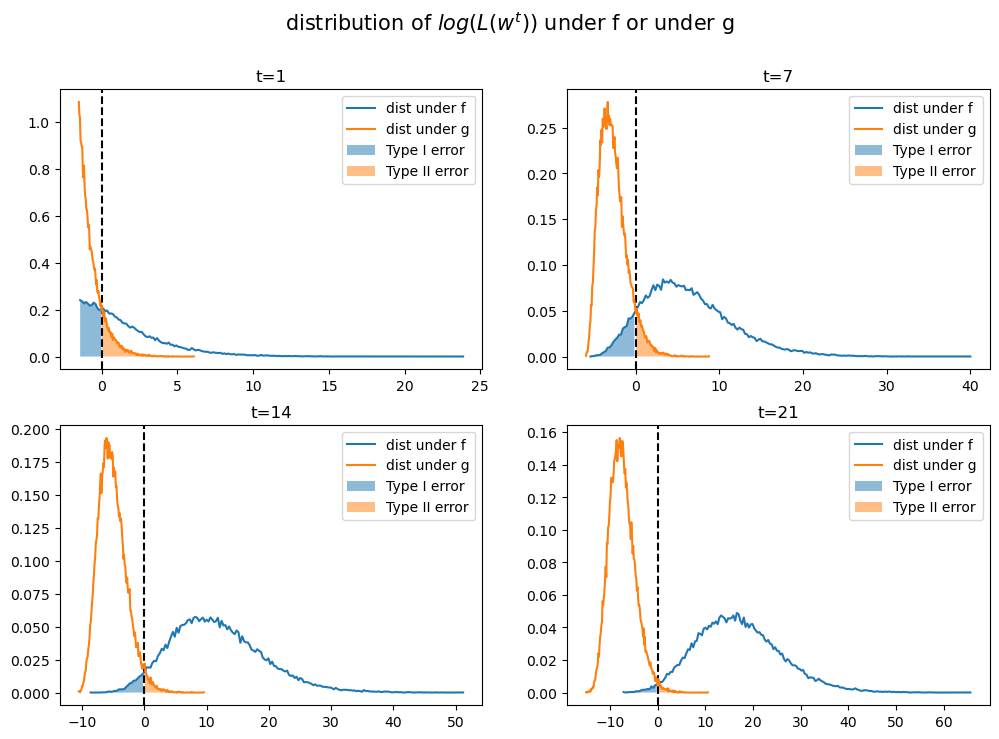 distribution of log(L(w^t)) under f or under g
t=1
dist under f
dist under g
Type I error
Type II error
1.0
0.8
0.6
0.4
0.2
0.0
0 5 10 15 20 25
t=7
dist under f
dist under g
Type I error
Type II error
0.25
0.20
0.15
0.10
0.05
0.00
0 10 20 30 40
t=14
dist under f
dist under g
Type I error
Type II error
0.200
0.175
0.150
0.125
0.100
0.075
0.050
0.025
0.000
−10 0 10 20 30 40 50
t=21
dist under f
dist under g
Type I error
Type II error
0.16
0.14
0.12
0.10
0.08
0.06
0.04
0.02
0.00
−10 0 10 20 30 40 50 60